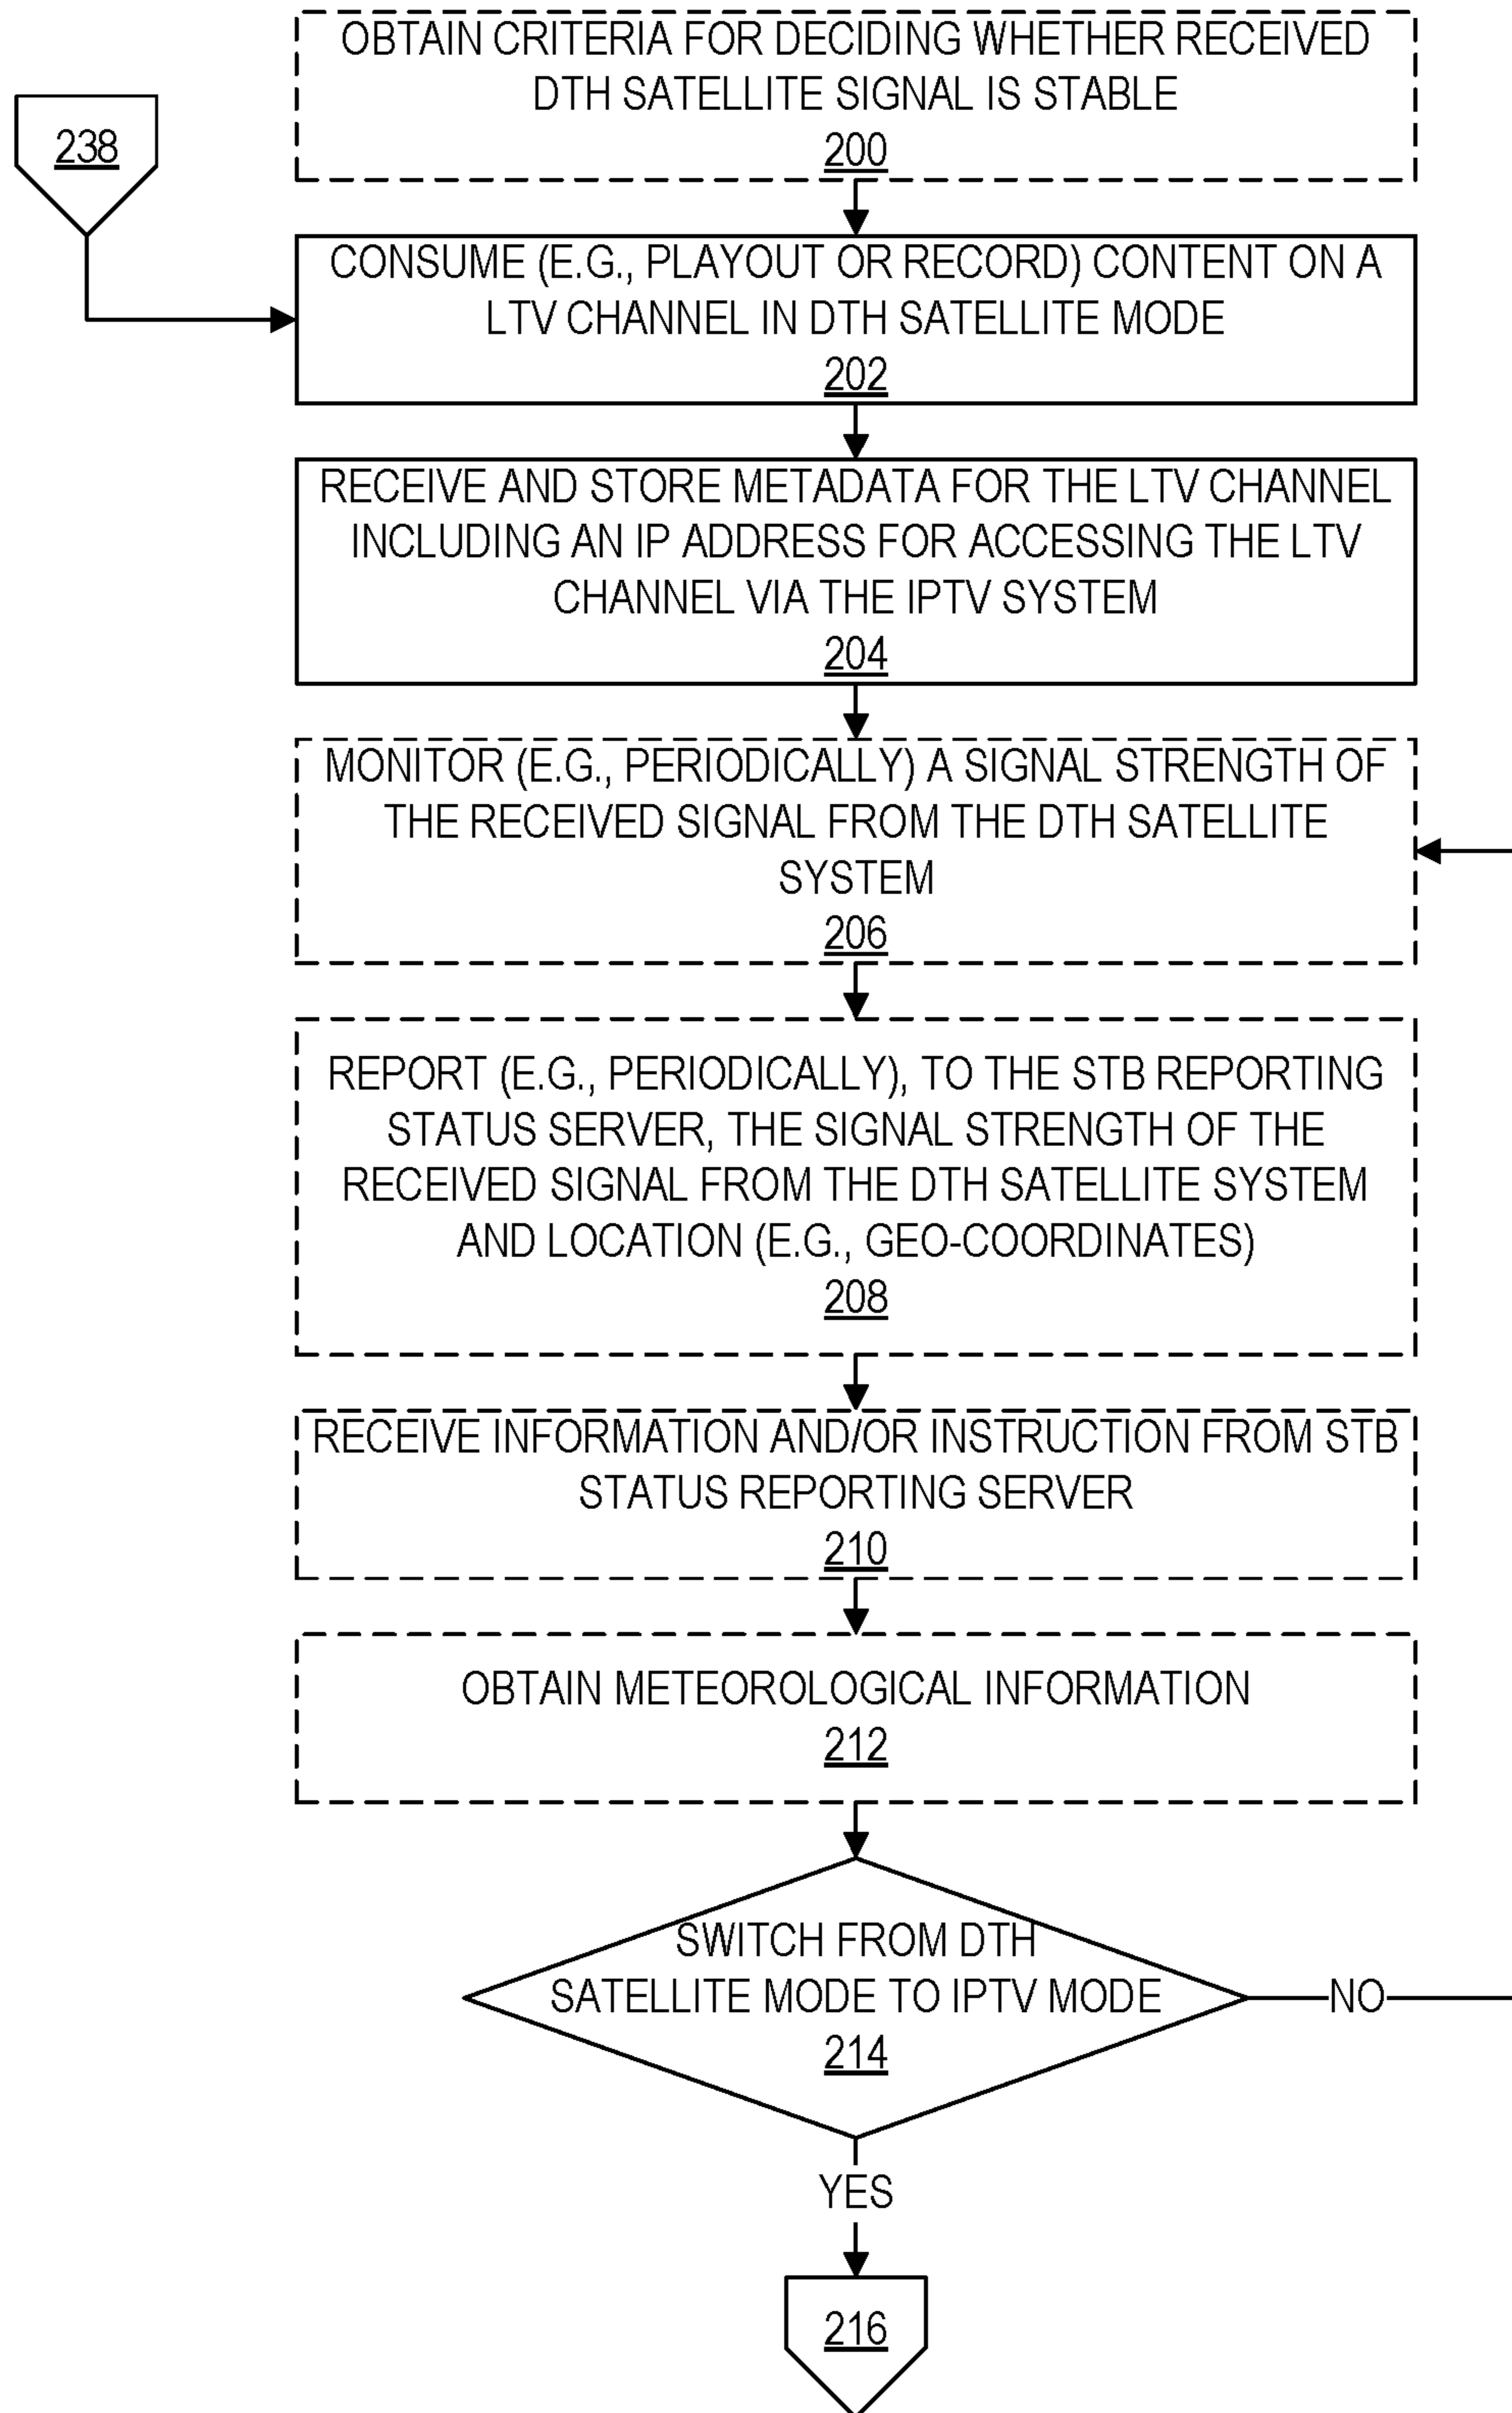 OBTAIN CRITERIA FOR DECIDING WHETHER RECEIVED
DTH SATELLITE SIGNAL IS STABLE
200
238
CONSUME (E.G., PLAYOUT OR RECORD) CONTENT ON A
LTV CHANNEL IN DTH SATELLITE MODE
202
RECEIVE AND STORE METADATA FOR THE LTV CHANNEL
INCLUDING AN IP ADDRESS FOR ACCESSING THE LTV
CHANNEL VIA THE IPTV SYSTEM
204
MONITOR (E.G., PERIODICALLY) A SIGNAL STRENGTH OF
THE RECEIVED SIGNAL FROM THE DTH SATELLITE
SYSTEM
206
REPORT (E.G., PERIODICALLY), TO THE STB REPORTING
STATUS SERVER, THE SIGNAL STRENGTH OF THE
RECEIVED SIGNAL FROM THE DTH SATELLITE SYSTEM
AND LOCATION (E.G., GEO-COORDINATES)
208
RECEIVE INFORMATION AND/OR INSTRUCTION FROM STB
STATUS REPORTING SERVER
210
OBTAIN METEOROLOGICAL INFORMATION
212
SWITCH FROM DTH
SATELLITE MODE TO IPTV MODE
214
NO
YES
216